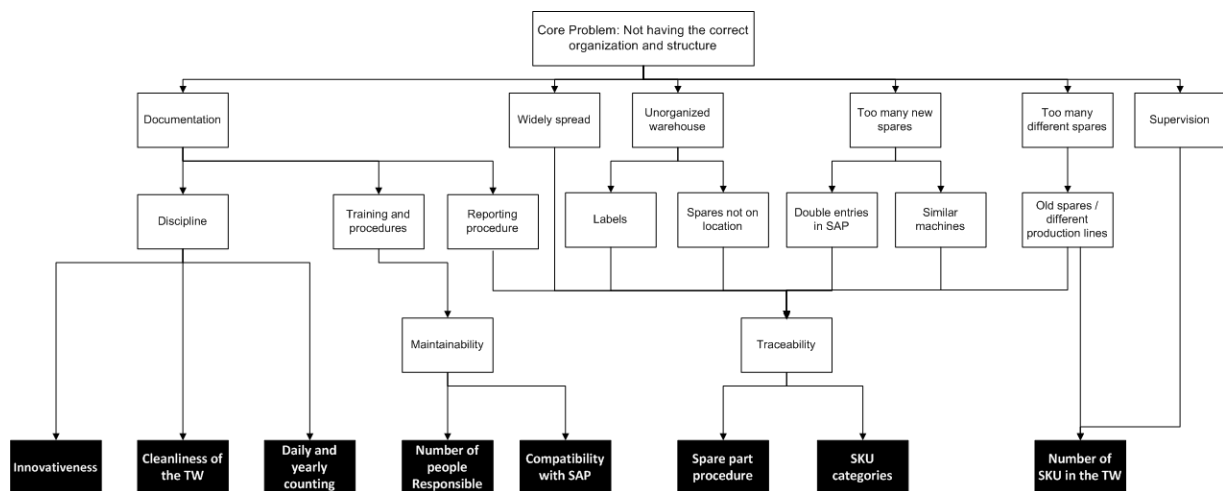 Core Problem: Not having the correct
organization and structure
Documentation
Widely spread
Unorganized
warehouse
Too many new
spares
Too many
different spares
Supervision
Discipline
Training and
procedures
Reporting
procedure
Labels
Spares not on
location
Double entries
in SAP
Similar
machines
Old spares /
different
production lines
Maintainability
Traceability
Innovativeness
Cleanliness of
the TW
Daily and
yearly
counting
Number of
people
Responsible
Compatibility
with SAP
Spare part
procedure
SKU
categories
Number of
SKU in the TW